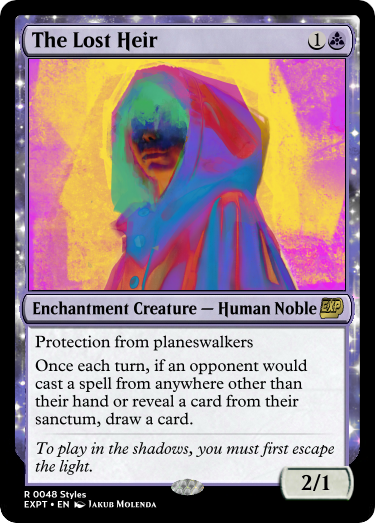 The Lost Heir
1
Enchantment Creature — Human Noble
EXP
Protection from planeswalkers
Once each turn, if an opponent would
cast a spell from anywhere other than
their hand or reveal a card from their
sanctum, draw a card.
To play in the shadows, you must first escape
the light.
2/1
R 0048 Styles
EXPT • EN Jakub Molenda